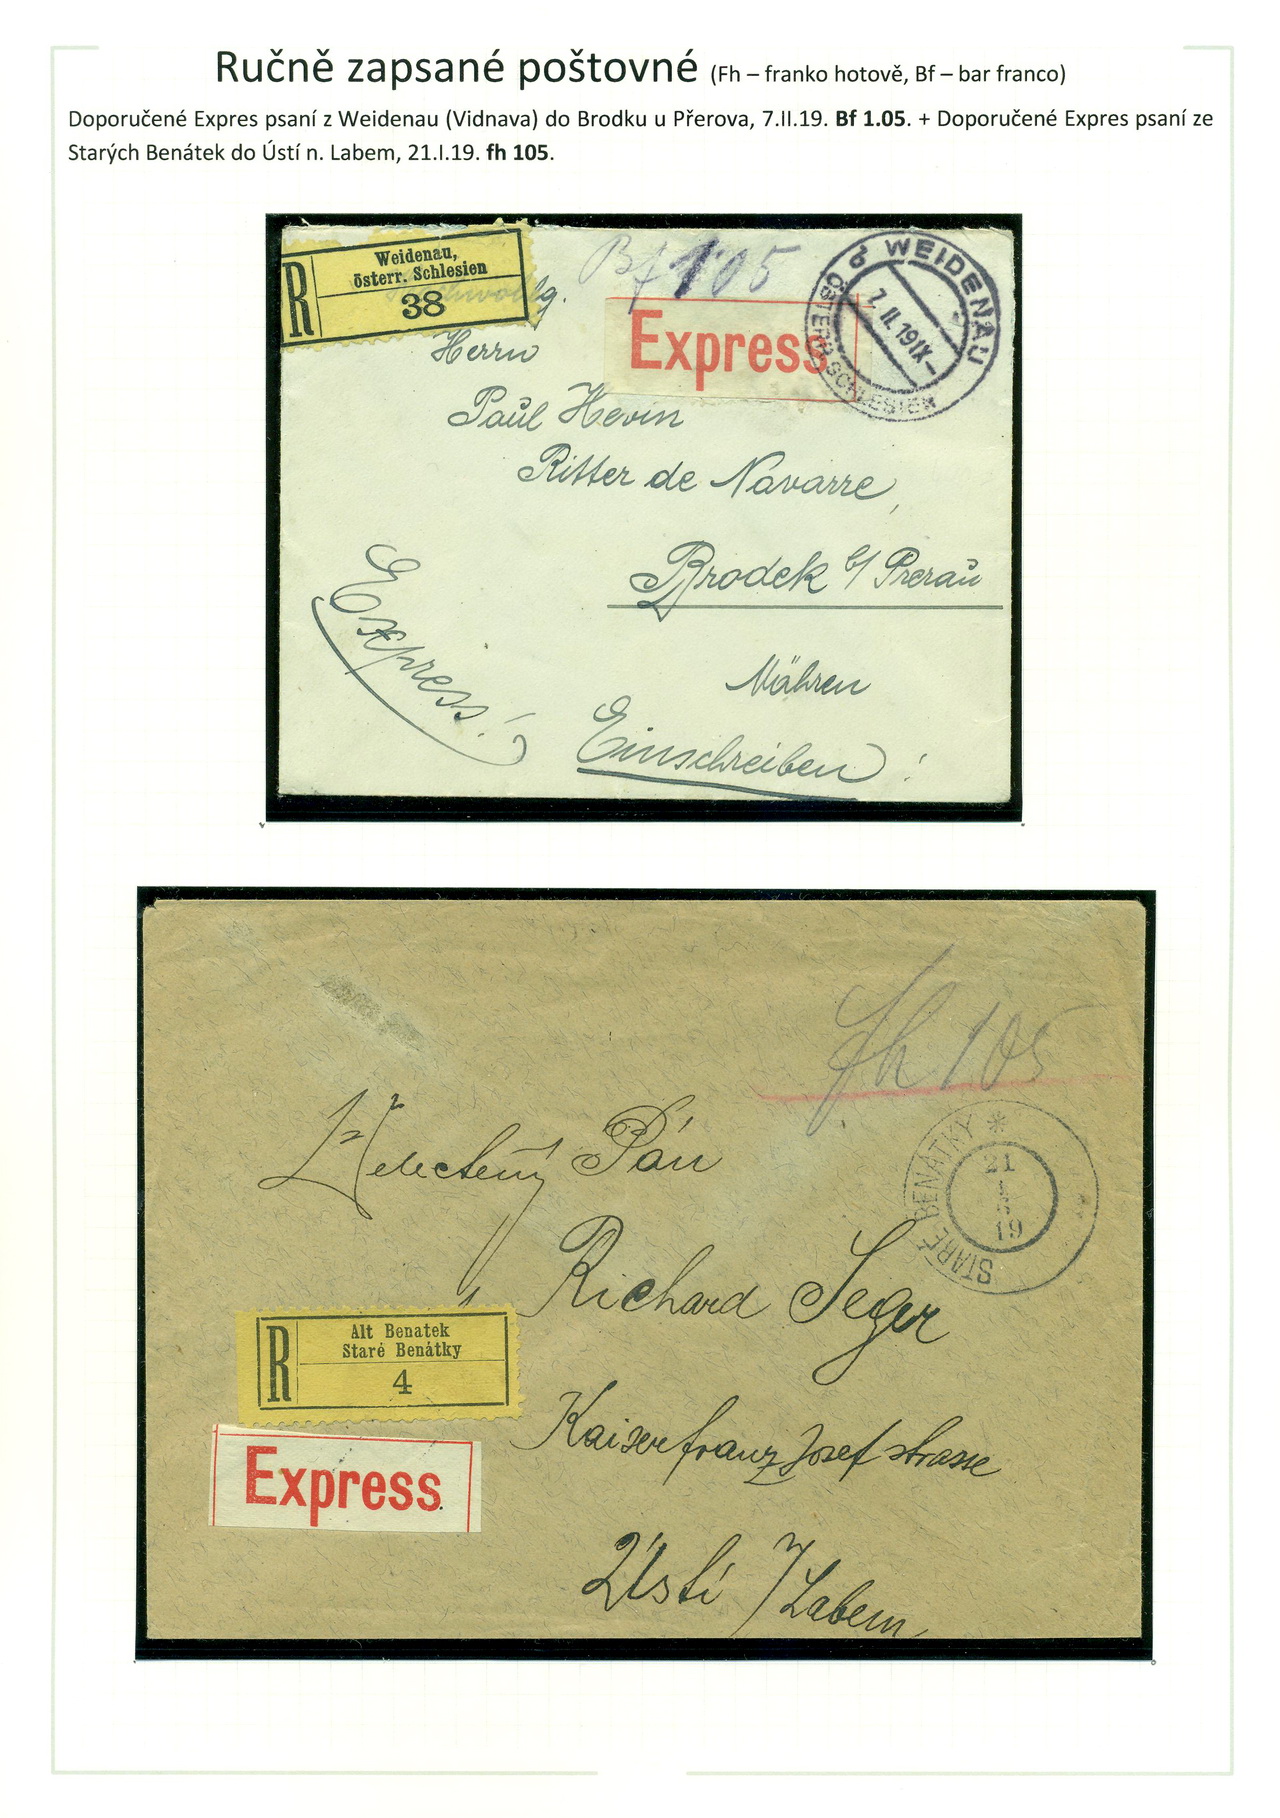 Ručně zapsané poštovné (Fh – franko hotově, Bf – bar franco)
Doporučené Expres psaní z Weidenau (Vidnava) do Brodku u Přerova, 7.II.19. Bf 1.05. + Doporučené Expres psaní ze
Starých Benátek do Ústí n. Labem, 21.I.19. fh 105.
Bf 1 05
R
Weidenau,
österr. Schlesien
38
Express
WEIDENAU
7.II.19 IX-
ÖSTERR. SCHLESIEN
Herrn
Paul Hevin
Ritter de Navarre,
Brodek b/ Prerau
Mähren
Express!
Einschreiben!
fh 105
STARÉ BENÁTKY
21
I
19
Pán
Richard Seger
R
Alt Benatek
Staré Benátky
4
Express
Kaiser franz Josef strasse
Ústí n/ Labem,